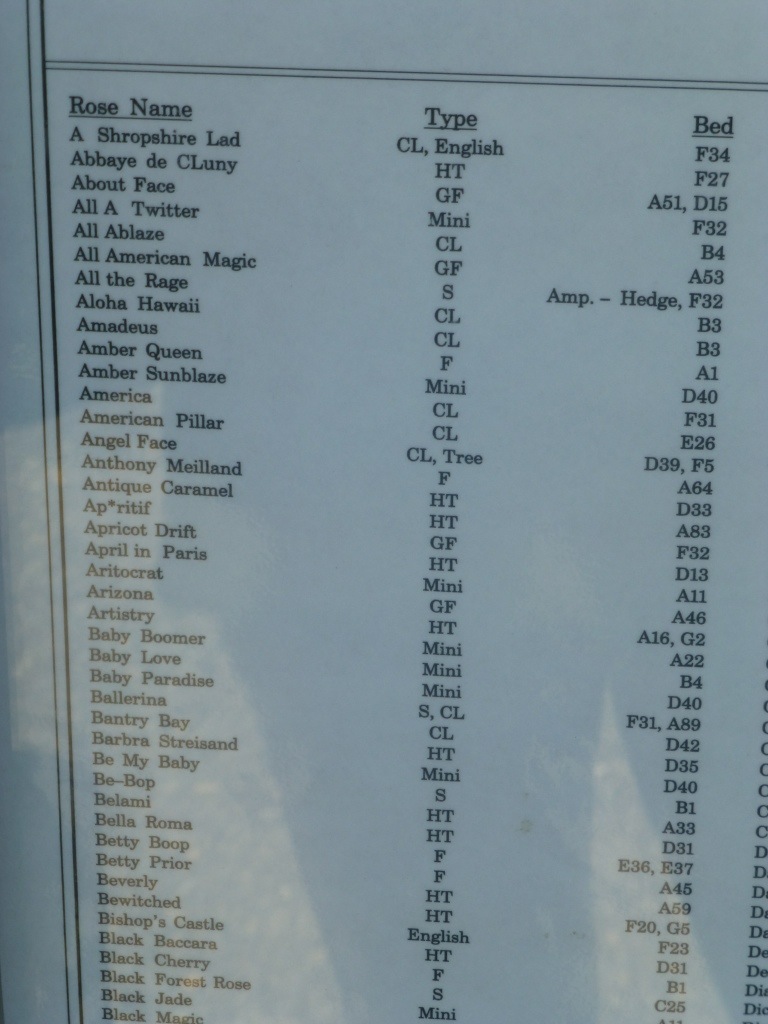 Rose Name Type Bed
A Shropshire Lad CL, English F34
Abbaye de CLuny HT F27
About Face GF A51, D15
All A Twitter Mini F32
All Ablaze CL B4
All American Magic GF A53
All the Rage S Amp. – Hedge, F32
Aloha Hawaii CL B3
Amadeus CL B3
Amber Queen F A1
Amber Sunblaze Mini D40
America CL F31
American Pillar CL E26
Angel Face CL, Tree D39, F5
Anthony Meilland F A64
Antique Caramel HT D33
Ap*ritif HT A83
Apricot Drift GF F32
April in Paris HT D13
Aritocrat Mini A11
Arizona GF A46
Artistry HT A16, G2
Baby Boomer Mini A22
Baby Love Mini B4
Baby Paradise Mini D40
Ballerina S, CL F31, A89
Bantry Bay CL D42
Barbra Streisand HT D35
Be My Baby Mini D40
Be–Bop S B1
Belami HT A33
Bella Roma HT D31
Betty Boop F E36, E37
Betty Prior F A45
Beverly HT A59
Bewitched HT F20, G5
Bishop's Castle English F23
Black Baccara HT D31
Black Cherry F B1
Black Forest Rose S C25
Black Jade Mini
Black Magic